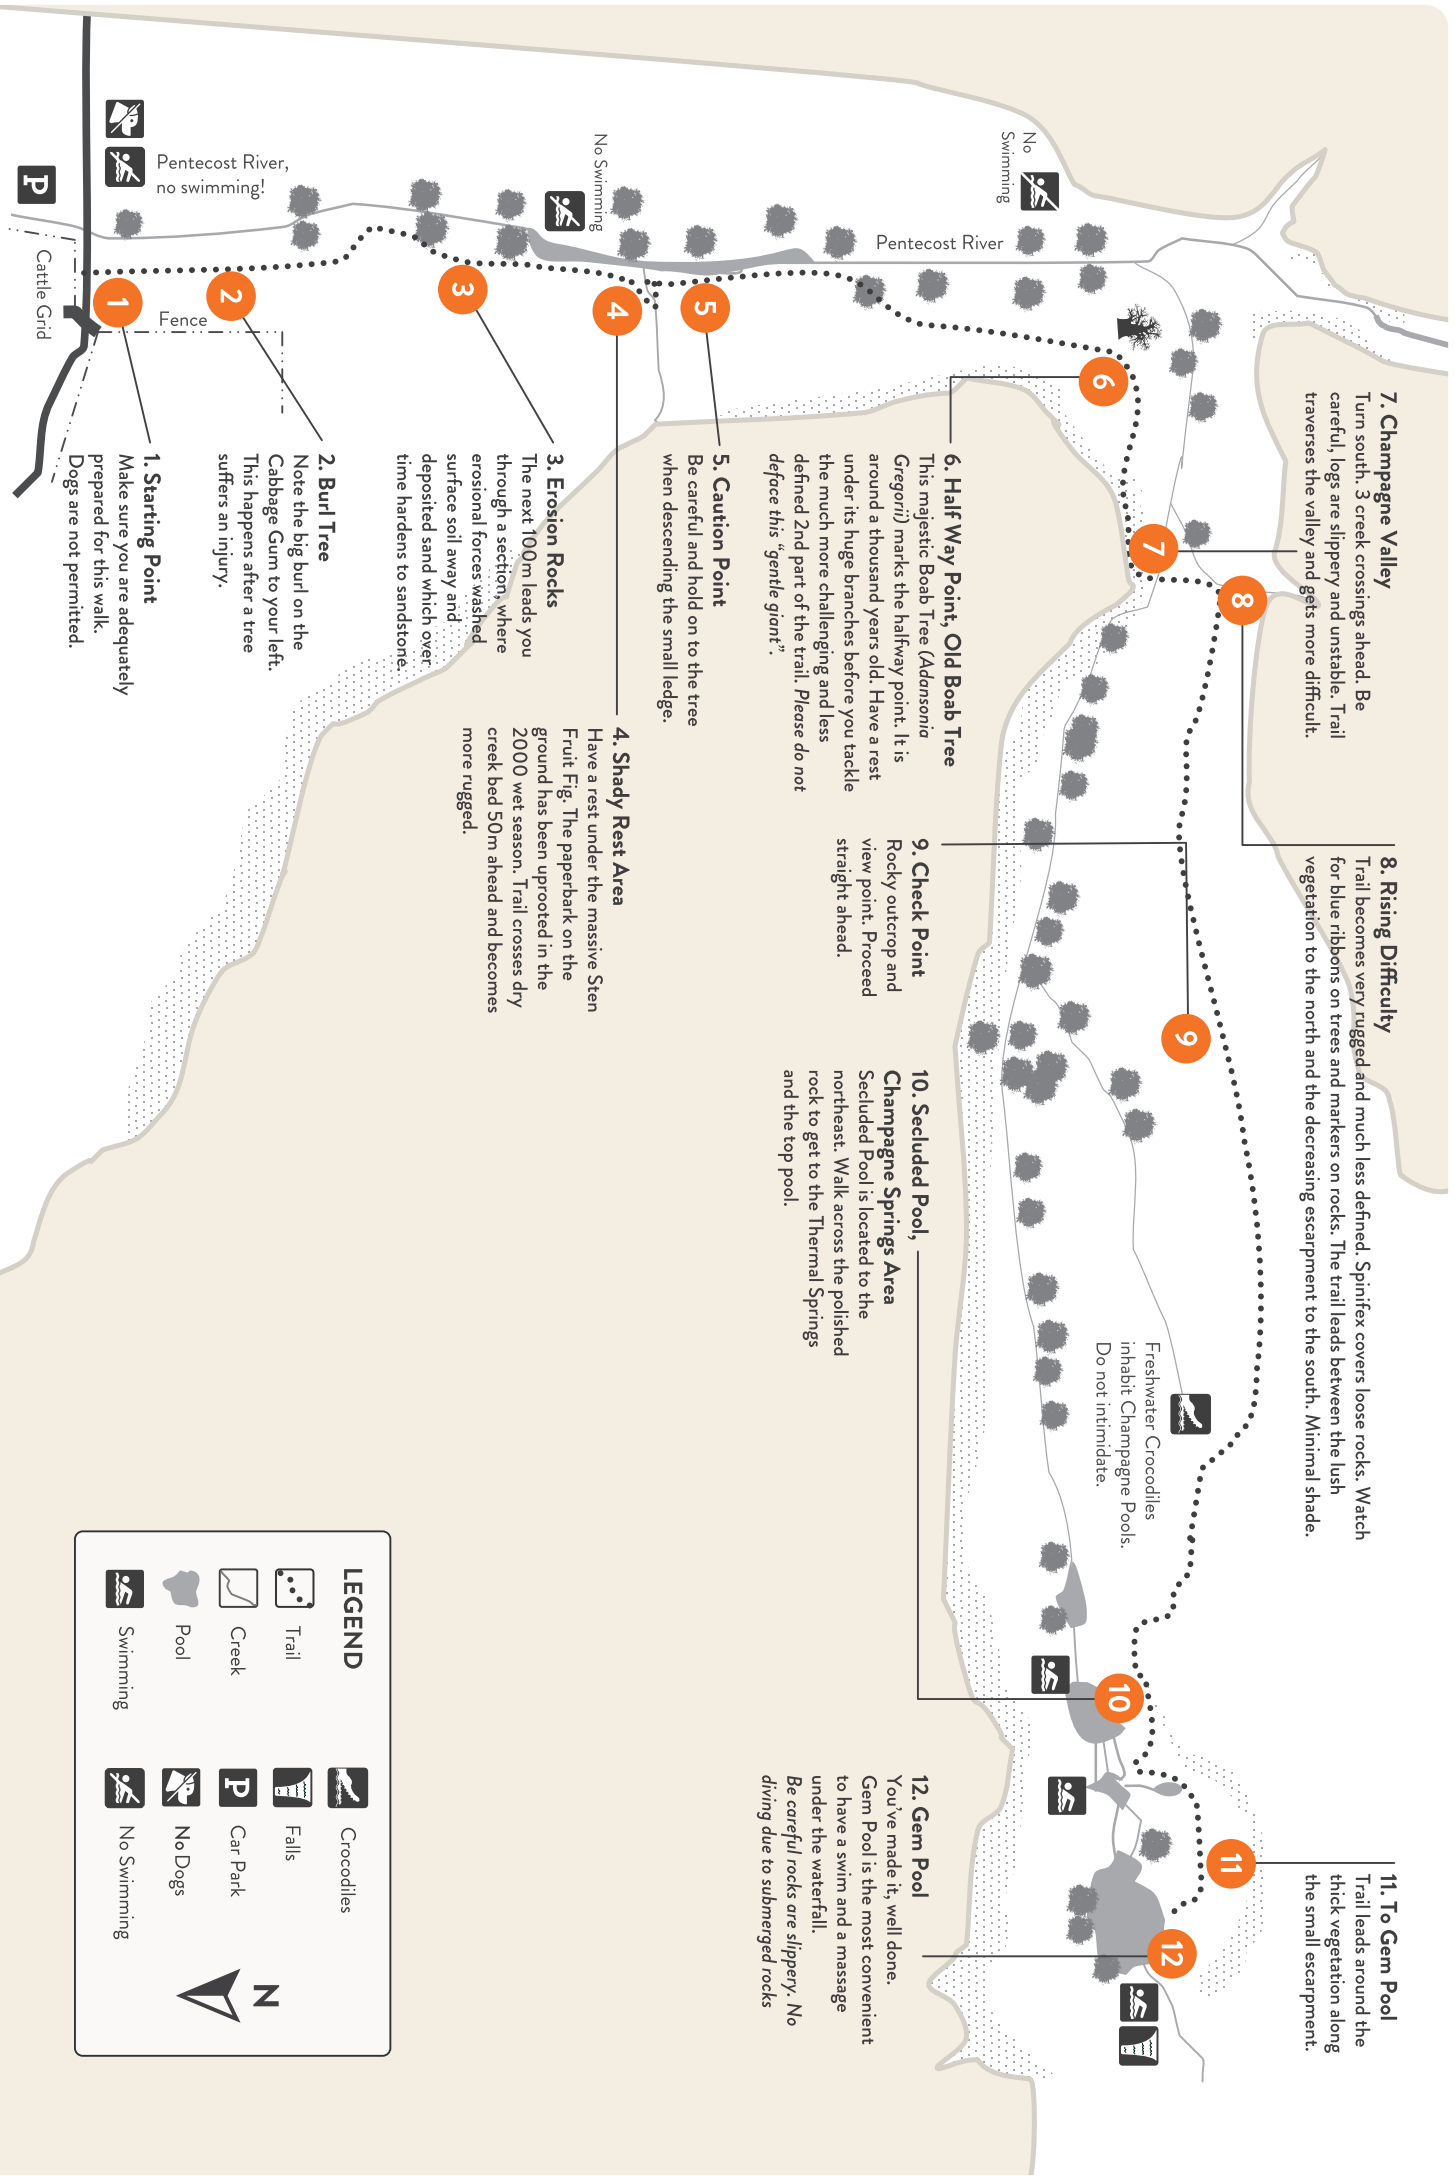 Pentecost River,
no swimming!
No Swimming
No
Swimming
Pentecost River
Cattle Grid
Fence
P
1
2
3
4
5
6
7
8
9
10
11
12
1. Starting Point
Make sure you are adequately
prepared for this walk.
Dogs are not permitted.
2. Burl Tree
Note the big burl on the
Cabbage Gum to your left.
This happens after a tree
suffers an injury.
3. Erosion Rocks
The next 100m leads you
through a section, where
erosional forces washed
surface soil away and
deposited sand which over
time hardens to sandstone.
4. Shady Rest Area
Have a rest under the massive Sten
Fruit Fig. The paperbark on the
ground has been uprooted in the
2000 wet season. Trail crosses dry
creek bed 50m ahead and becomes
more rugged.
5. Caution Point
Be careful and hold on to the tree
when descending the small ledge.
6. Half Way Point, Old Boab Tree
This majestic Boab Tree (Adansonia
Gregorii) marks the halfway point. It is
around a thousand years old. Have a rest
under its huge branches before you tackle
the much more challenging and less
defined 2nd part of the trail. Please do not
deface this “gentle giant”.
7. Champagne Valley
Turn south. 3 creek crossings ahead. Be
careful, logs are slippery and unstable. Trail
traverses the valley and gets more difficult.
8. Rising Difficulty
Trail becomes very rugged and much less defined. Spinifex covers loose rocks. Watch
for blue ribbons on trees and markers on rocks. The trail leads between the lush
vegetation to the north and the decreasing escarpment to the south. Minimal shade.
9. Check Point
Rocky outcrop and
view point. Proceed
straight ahead.
10. Secluded Pool,
Champagne Springs Area
Secluded Pool is located to the
northeast. Walk across the polished
rock to get to the Thermal Springs
and the top pool.
Freshwater Crocodiles
inhabit Champagne Pools.
Do not intimidate.
11. To Gem Pool
Trail leads around the
thick vegetation along
the small escarpment.
12. Gem Pool
You’ve made it, well done.
Gem Pool is the most convenient
to have a swim and a massage
under the waterfall.
Be careful rocks are slippery. No
diving due to submerged rocks
LEGEND
Trail
Creek
Pool
Swimming
Crocodiles
Falls
P
Car Park
No Dogs
No Swimming
N